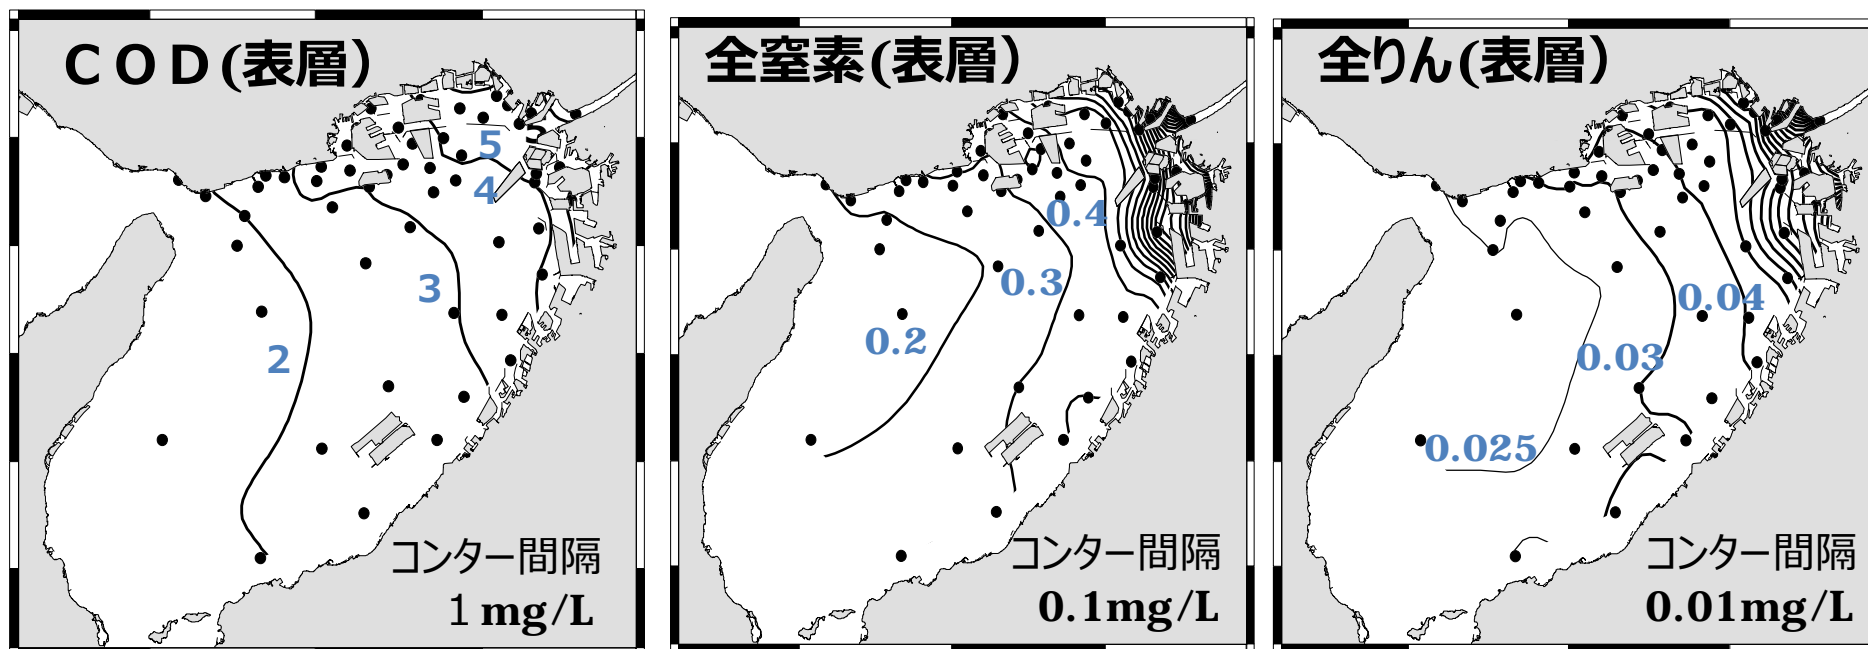 ＣＯＤ(表層）
5
4
3
2
コンター間隔
１mg/L
全窒素(表層）
0.4
0.3
0.2
コンター間隔
0.1mg/L
全りん(表層）
0.04
0.03
0.025
コンター間隔
0.01mg/L